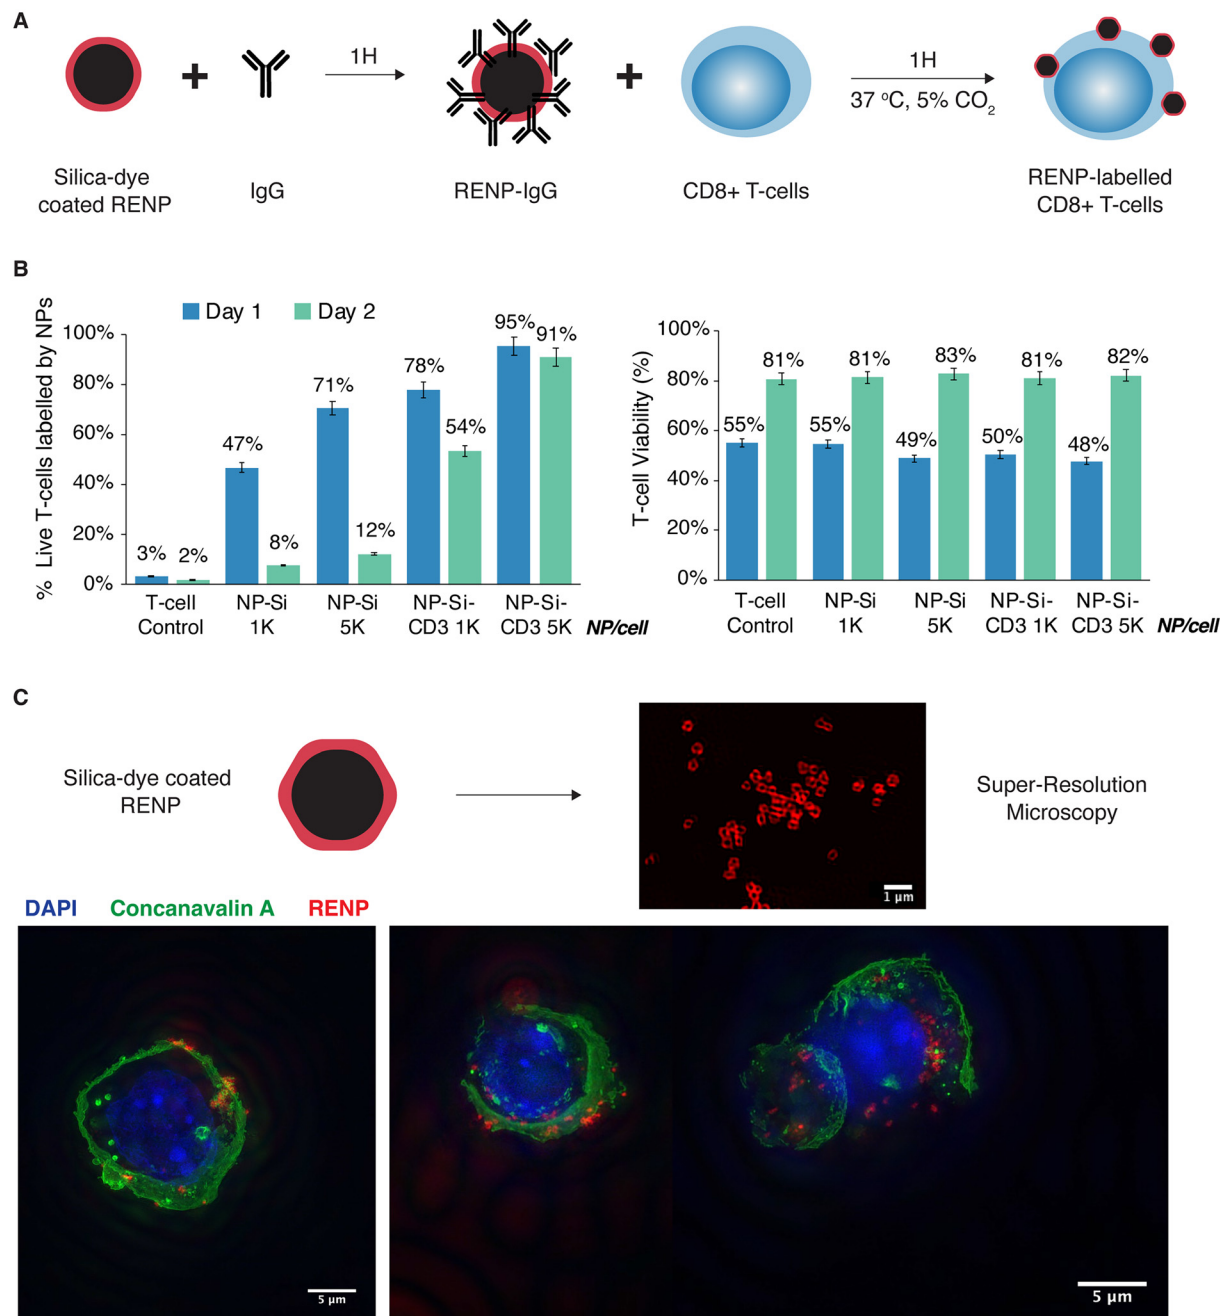 A
1H
1H
37 ºC, 5% CO2
Silica-dye
coated RENP
IgG
RENP-IgG
CD8+ T-cells
RENP-labelled
CD8+ T-cells
B
% Live T-cells labelled by NPs
Day 1
Day 2
100%
80%
60%
40%
20%
0%
3%
2%
47%
8%
71%
12%
78%
54%
95%
91%
T-cell
Control
NP-Si
1K
NP-Si
5K
NP-Si-
CD3 1K
NP-Si-
CD3 5K
NP/cell
T-cell Viability (%)
100%
80%
60%
40%
20%
0%
55%
81%
55%
81%
49%
83%
50%
81%
48%
82%
T-cell
Control
NP-Si
1K
NP-Si
5K
NP-Si-
CD3 1K
NP-Si-
CD3 5K
NP/cell
C
Silica-dye coated
RENP
1 µm
Super-Resolution
Microscopy
DAPI Concanavalin A RENP
5 µm
5 µm